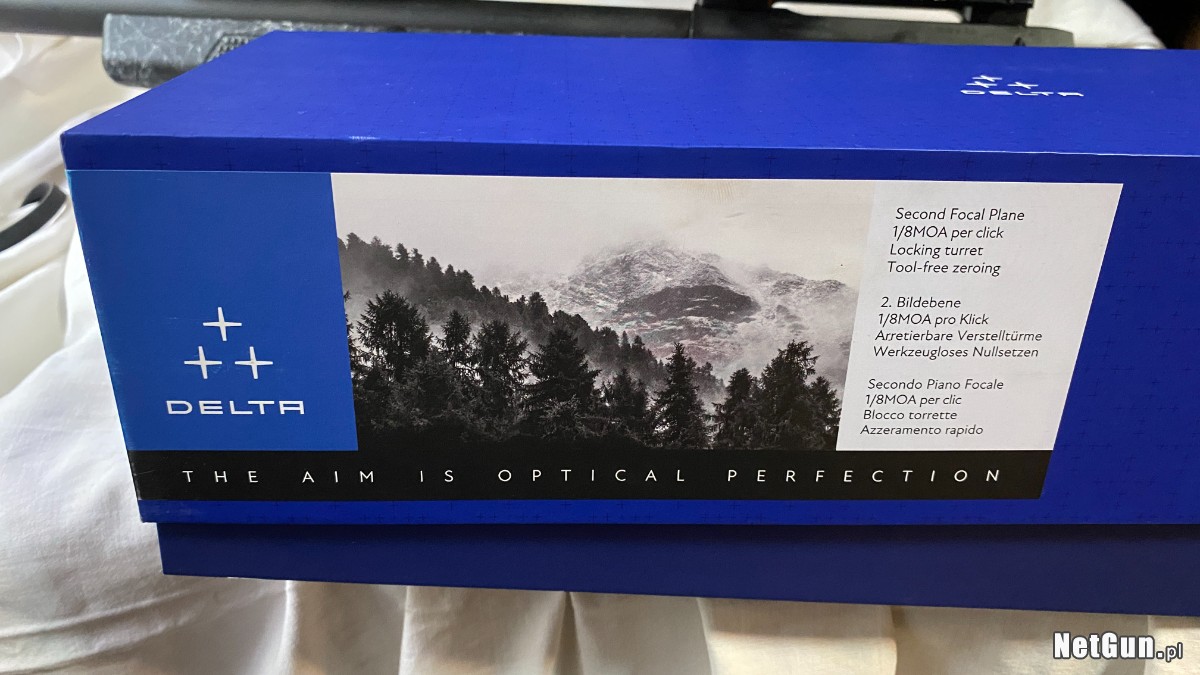 DELTA
Second Focal Plane
1/8MOA per click
Locking turret
Tool-free zeroing
2. Bildebene
1/8MOA pro Klick
Arretierbare Verstelltürme
Werkzeugloses Nullsetzen
Secondo Piano Focale
1/8MOA per clic
Blocco torrette
Azzeramento rapido
DELTA
THE AIM IS OPTICAL PERFECTION
NetGun.pl